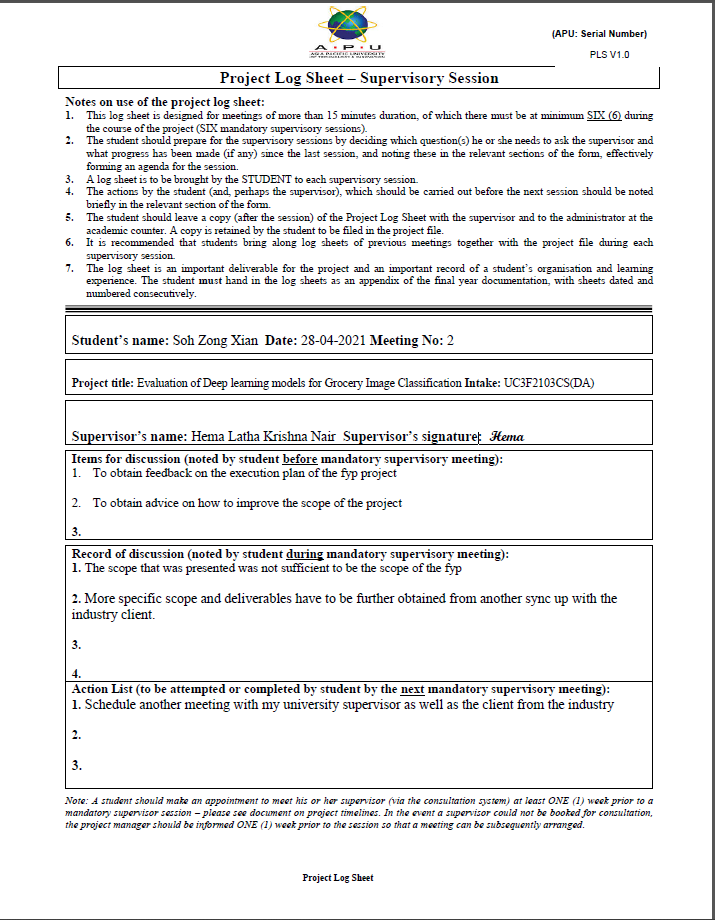 (APU: Serial Number)
A • P • U
ASIA PACIFIC UNIVERSITY
OF TECHNOLOGY & INNOVATION
PLS V1.0
Project Log Sheet – Supervisory Session
Notes on use of the project log sheet:
1. This log sheet is designed for meetings of more than 15 minutes duration, of which there must be at minimum SIX (6) during
the course of the project (SIX mandatory supervisory sessions).
2. The student should prepare for the supervisory sessions by deciding which question(s) he or she needs to ask the supervisor and
what progress has been made (if any) since the last session, and noting these in the relevant sections of the form, effectively
forming an agenda for the session.
3. A log sheet is to be brought by the STUDENT to each supervisory session.
4. The actions by the student (and, perhaps the supervisor), which should be carried out before the next session should be noted
briefly in the relevant section of the form.
5. The student should leave a copy (after the session) of the Project Log Sheet with the supervisor and to the administrator at the
academic counter. A copy is retained by the student to be filed in the project file.
6. It is recommended that students bring along log sheets of previous meetings together with the project file during each
supervisory session.
7. The log sheet is an important deliverable for the project and an important record of a student's organisation and learning
experience. The student must hand in the log sheets as an appendix of the final year documentation, with sheets dated and
numbered consecutively.
Student's name: Soh Zong Xian Date: 28-04-2021 Meeting No: 2
Project title: Evaluation of Deep learning models for Grocery Image Classification Intake: UC3F2103CS(DA)
Supervisor's name: Hema Latha Krishna Nair Supervisor's signature: Hema
Items for discussion (noted by student before mandatory supervisory meeting):
1. To obtain feedback on the execution plan of the fyp project
2. To obtain advice on how to improve the scope of the project
3.
Record of discussion (noted by student during mandatory supervisory meeting):
1. The scope that was presented was not sufficient to be the scope of the fyp
2. More specific scope and deliverables have to be further obtained from another sync up with the
industry client.
3.
4.
Action List (to be attempted or completed by student by the next mandatory supervisory meeting):
1. Schedule another meeting with my university supervisor as well as the client from the industry
2.
3.
Note: A student should make an appointment to meet his or her supervisor (via the consultation system) at least ONE (1) week prior to a
mandatory supervisor session – please see document on project timelines. In the event a supervisor could not be booked for consultation,
the project manager should be informed ONE (1) week prior to the session so that a meeting can be subsequently arranged.
Project Log Sheet